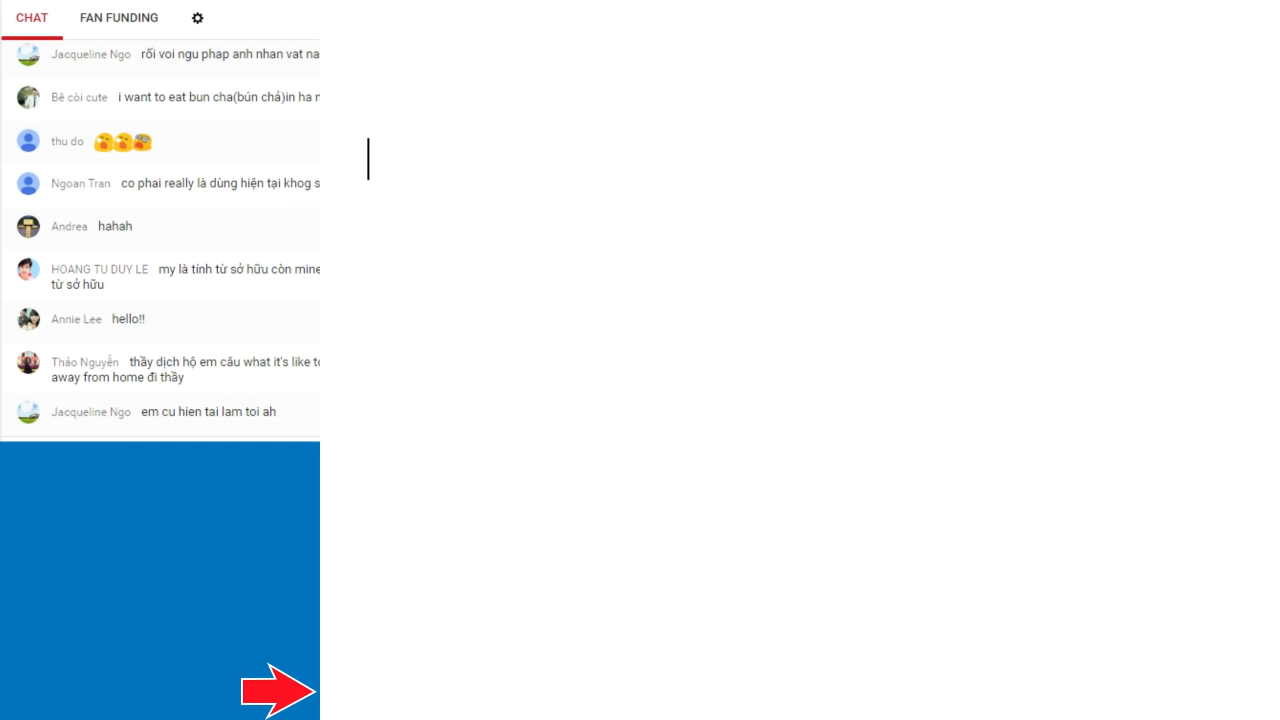 CHAT FAN FUNDING
Jacqueline Ngo rối voi ngu phap anh nhan vat na
Bê còi cute i want to eat bun cha(bún chả)in ha
thu do
Ngoan Tran co phai really là dùng hiện tại khog s
Andrea hahah
HOANG TU DUY LE my là tính từ sở hữu còn mine
từ sở hữu
Annie Lee hello!!
Thảo Nguyễn thầy dịch hộ em câu what it's like to
away from home đi thầy
Jacqueline Ngo em cu hien tai lam toi ah